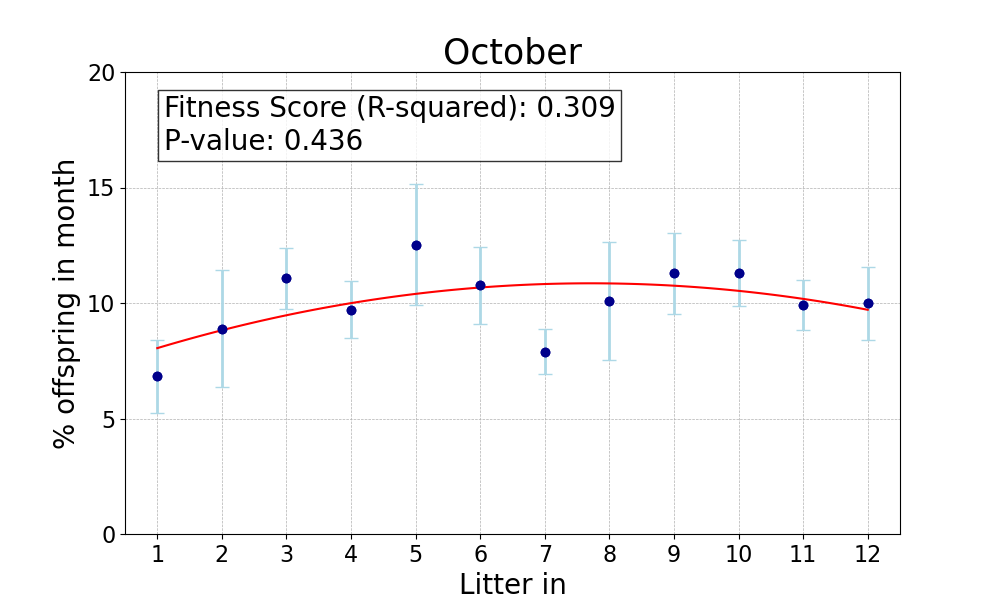 October
Fitness Score (R-squared): 0.309
P-value: 0.436
% offspring in month
20
15
10
5
0
1 2 3 4 5 6 7 8 9 10 11 12
Litter in